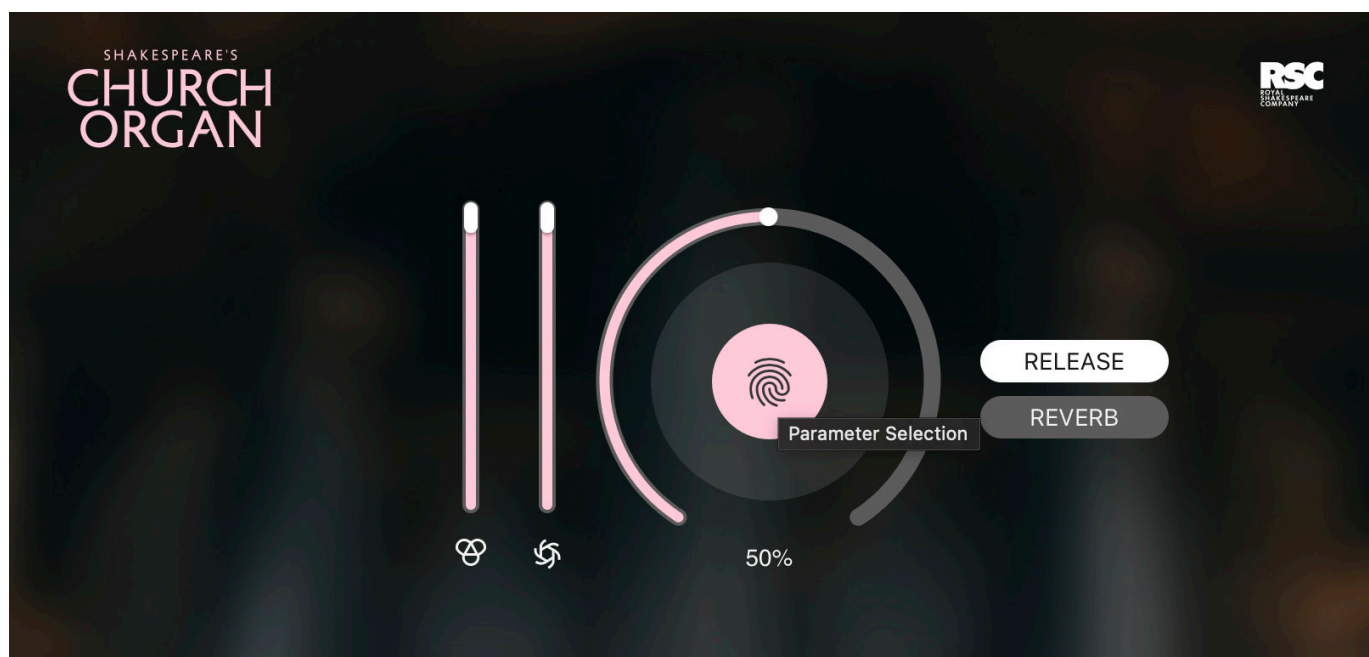 SHAKESPEARE'S
CHURCH
ORGAN
RSC
ROYAL
SHAKESPEARE
COMPANY
RELEASE
REVERB
Parameter Selection
50%